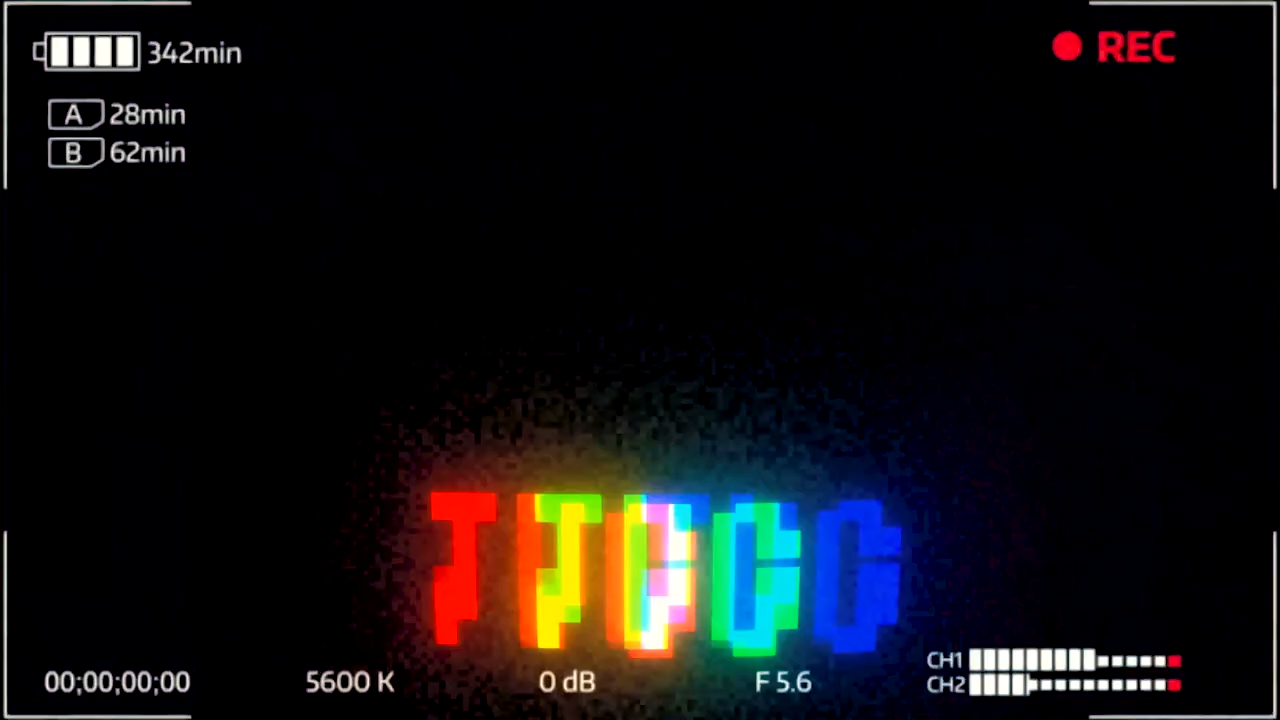 342min
REC
A 28min
B 62min
00;00;00;00
5600 K
0 dB
F 5.6
CH1
CH2